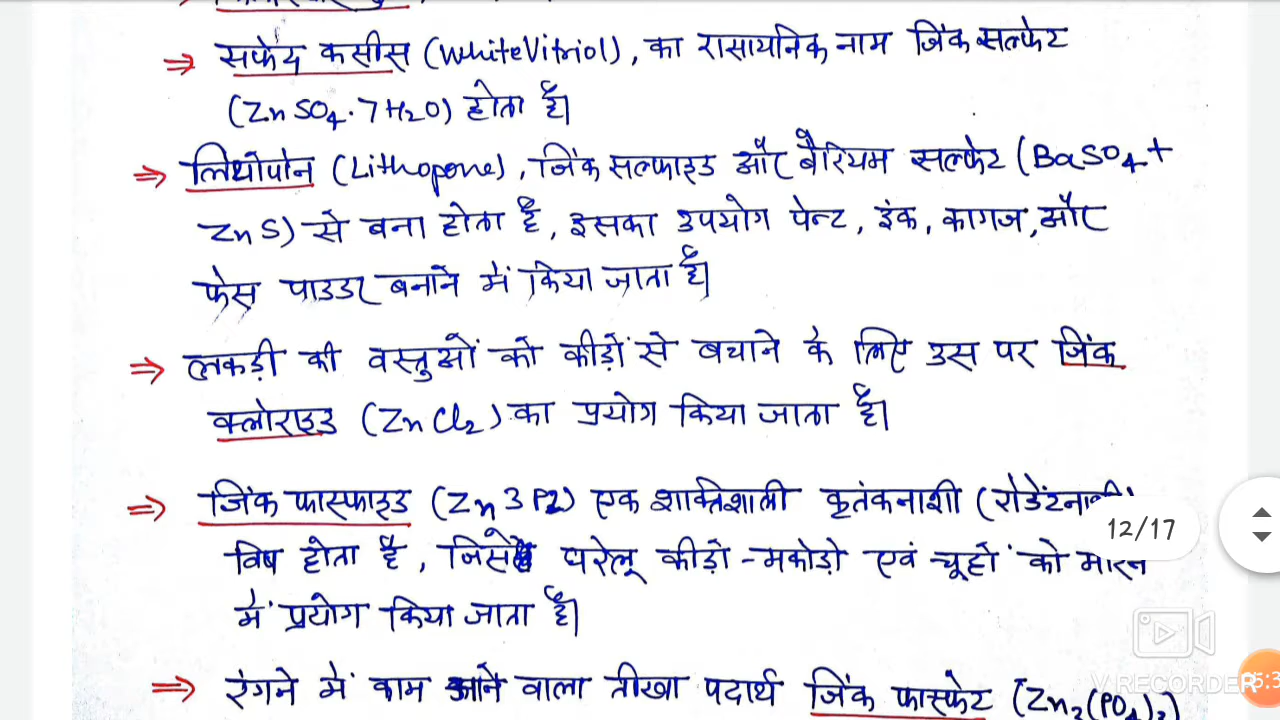 ⇒ सफेद कसीस (White Vitriol), का रासायनिक नाम जिंक सल्फेट
(ZnSO4·7H2O) होता है।
⇒ लिथोपोन (Lithopone), जिंक सल्फाइड और बैरियम सल्फेट (BaSO4+
ZnS) से बना होता है, इसका उपयोग पेन्ट, इंक, कागज, और
फेस पाउडर बनाने में किया जाता है।
⇒ लकड़ी की वस्तुओं को कीड़ों से बचाने के लिए उस पर जिंक
क्लोराइड (ZnCl2) का प्रयोग किया जाता है।
⇒ जिंक फास्फाइड (Zn3P2) एक शक्तिशाली कृतंकनाशी
12/17
विष होता है, जिसे घरेलू कीड़ो-मकोड़ो एवं चूहों को मारन
में प्रयोग किया जाता है।
⇒ रंगने में काम आने वाला तीखा पदार्थ जिंक फास्फेट
V RECORDER